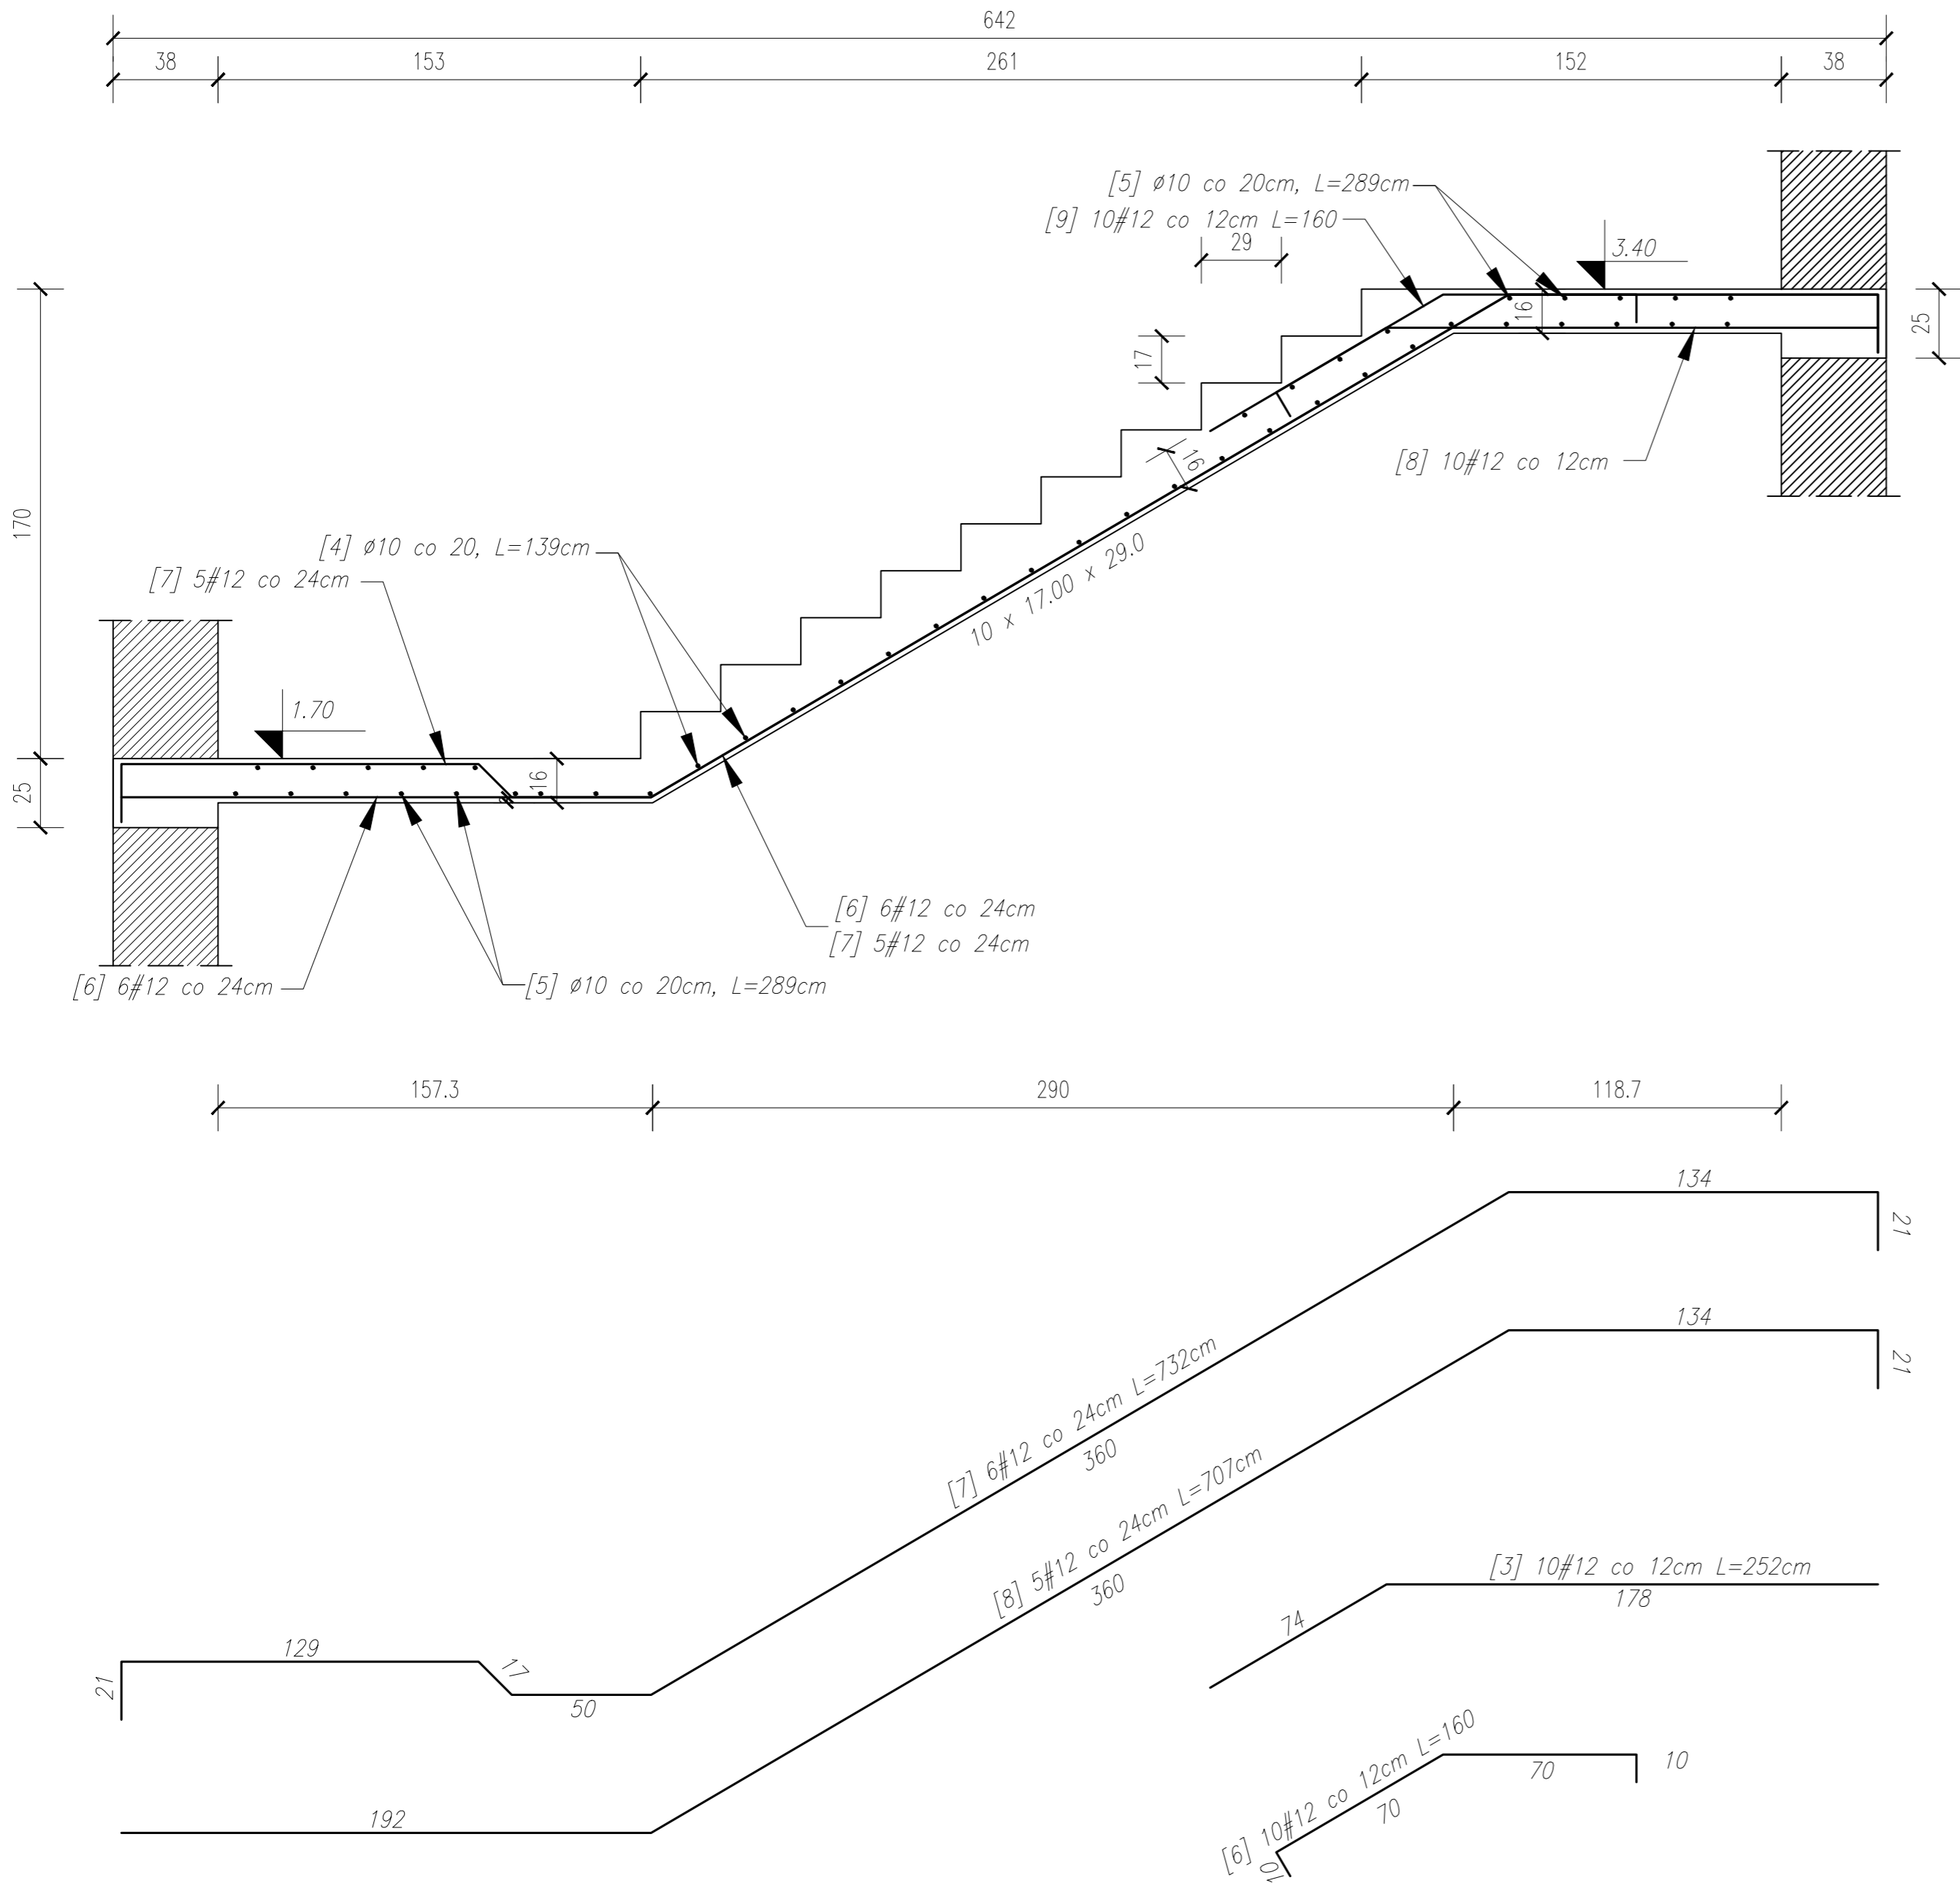 642
38 153 261 152 38
[5] ø10 co 20cm, L=289cm
[9] 10#12 co 12cm L=160
29
3.40
16
25
17
[8] 10#12 co 12cm
16
170
10 x 17.00 x 29.0
[4] ø10 co 20, L=139cm
[7] 5#12 co 24cm
1.70
16
25
[6] 6#12 co 24cm
[7] 5#12 co 24cm
[6] 6#12 co 24cm
[5] ø10 co 20cm, L=289cm
157.3 290 118.7
134
21
134
21
[7] 6#12 co 24cm L=732cm
360
[8] 5#12 co 24cm L=707cm
360
[3] 10#12 co 12cm L=252cm
178
74
129
17
21
50
[6] 10#12 co 12cm L=160
70
10
70
10
192